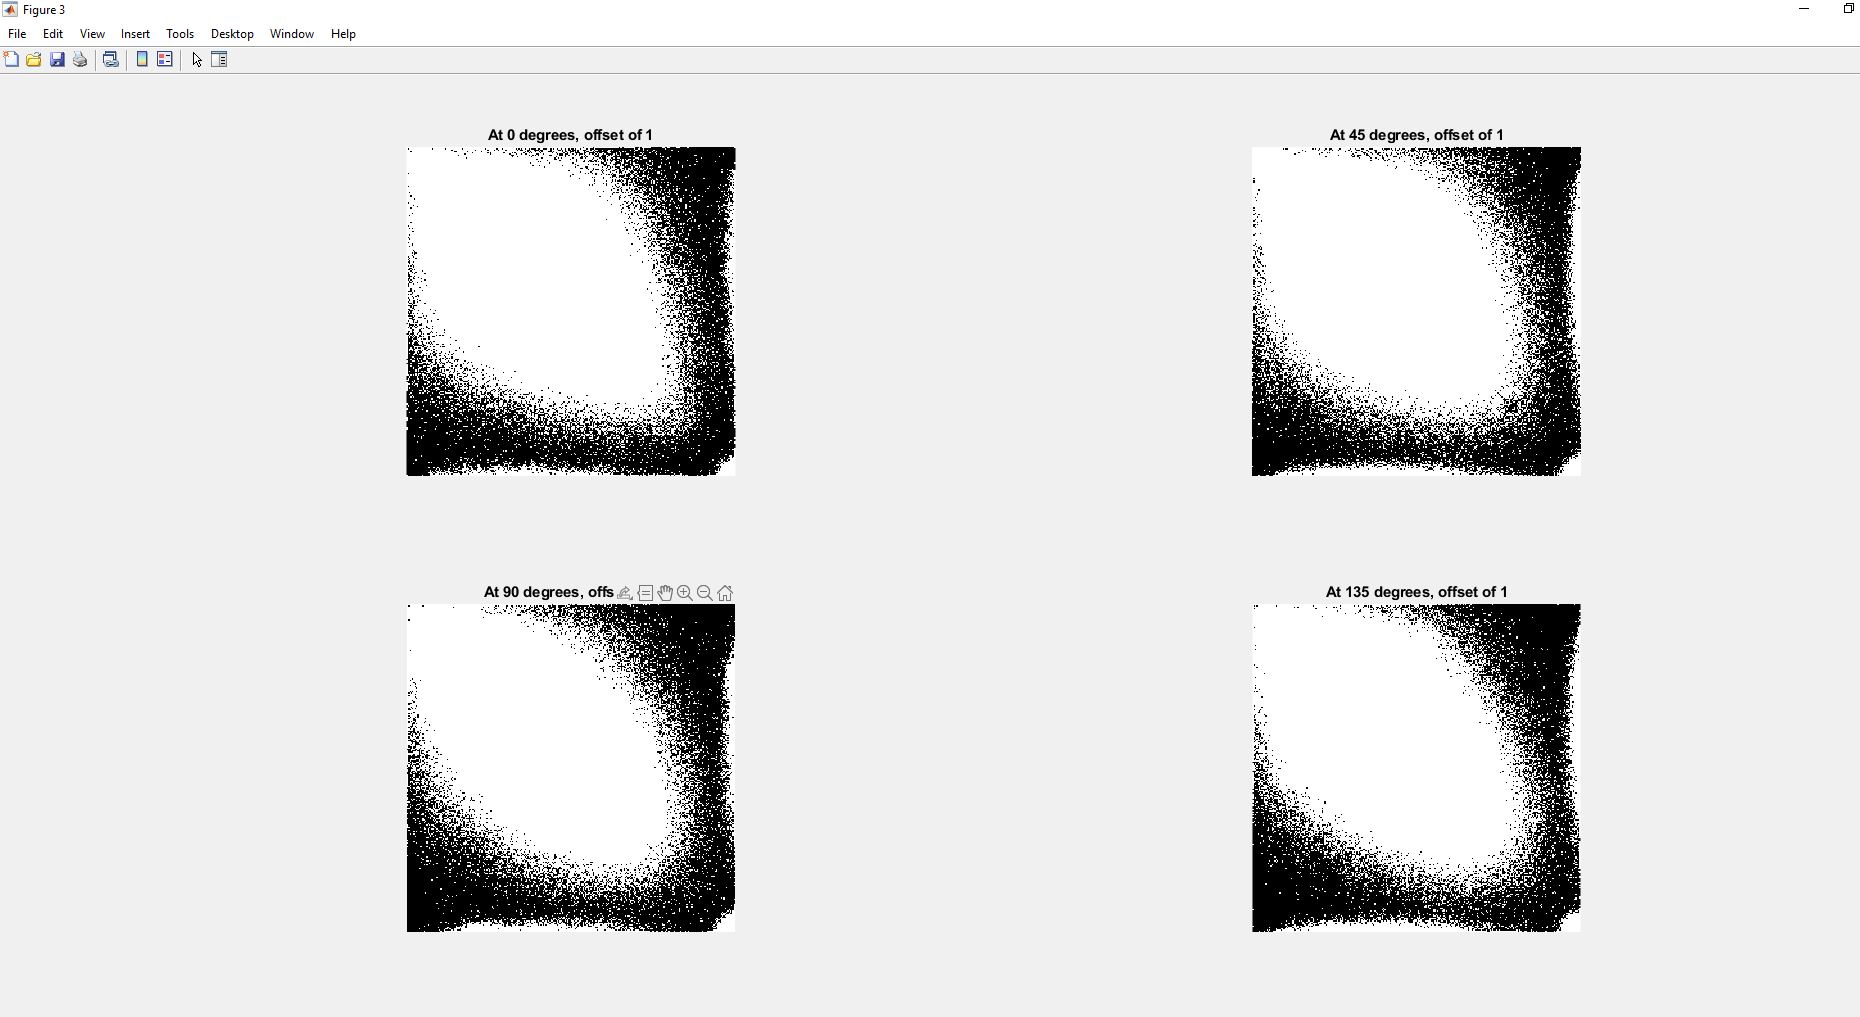 Figure 3
File Edit View Insert Tools Desktop Window Help
At 0 degrees, offset of 1
At 45 degrees, offset of 1
At 90 degrees, offs
At 135 degrees, offset of 1